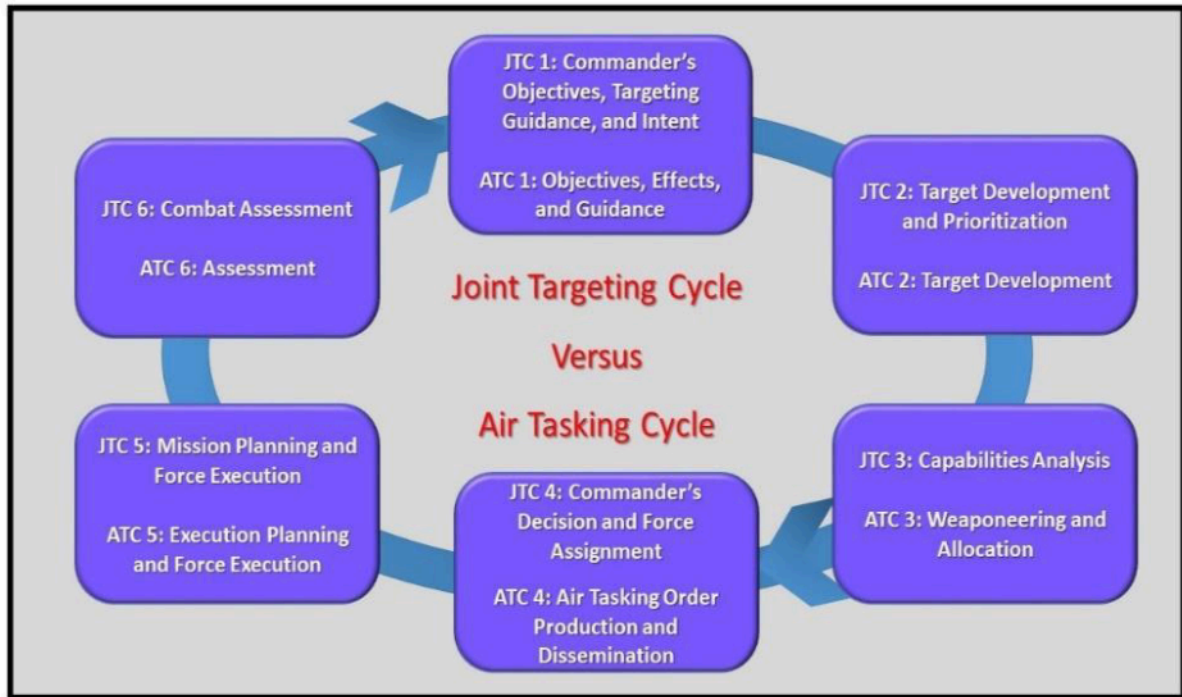 JTC 1: Commander's
Objectives, Targeting
Guidance, and Intent
ATC 1: Objectives, Effects,
and Guidance
JTC 6: Combat Assessment
ATC 6: Assessment
JTC 2: Target Development
and Prioritization
ATC 2: Target Development
Joint Targeting Cycle
Versus
Air Tasking Cycle
JTC 5: Mission Planning and
Force Execution
ATC 5: Execution Planning
and Force Execution
JTC 4: Commander's
Decision and Force
Assignment
ATC 4: Air Tasking Order
Production and
Dissemination
JTC 3: Capabilities Analysis
ATC 3: Weaponeering and
Allocation